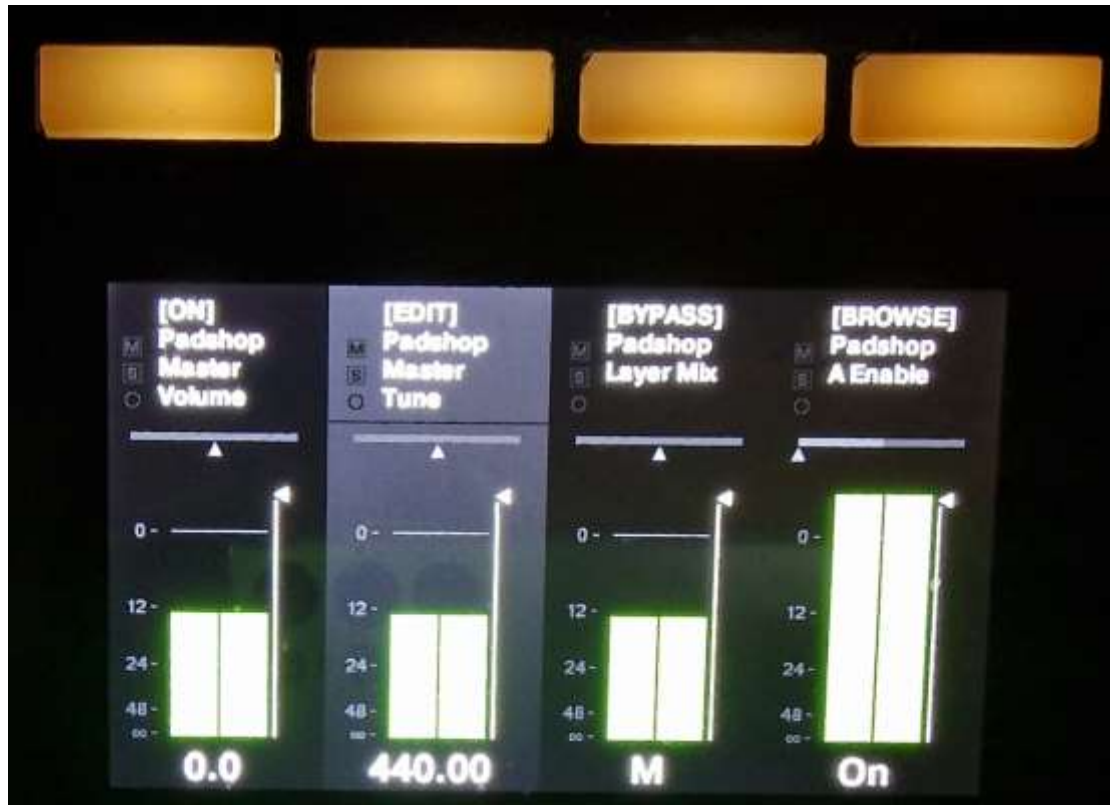 [ON]
Padshop
M
Master
S
Volume
0 -
12 -
24 -
48 -
∞ -
0.0
[EDIT]
Padshop
M
Master
S
Tune
0 -
12 -
24 -
48 -
∞ -
440.00
[BYPASS]
Padshop
M
Layer Mix
S
0 -
12 -
24 -
48 -
∞ -
M
[BROWSE]
Padshop
M
A Enable
S
0 -
12 -
24 -
48 -
∞ -
On